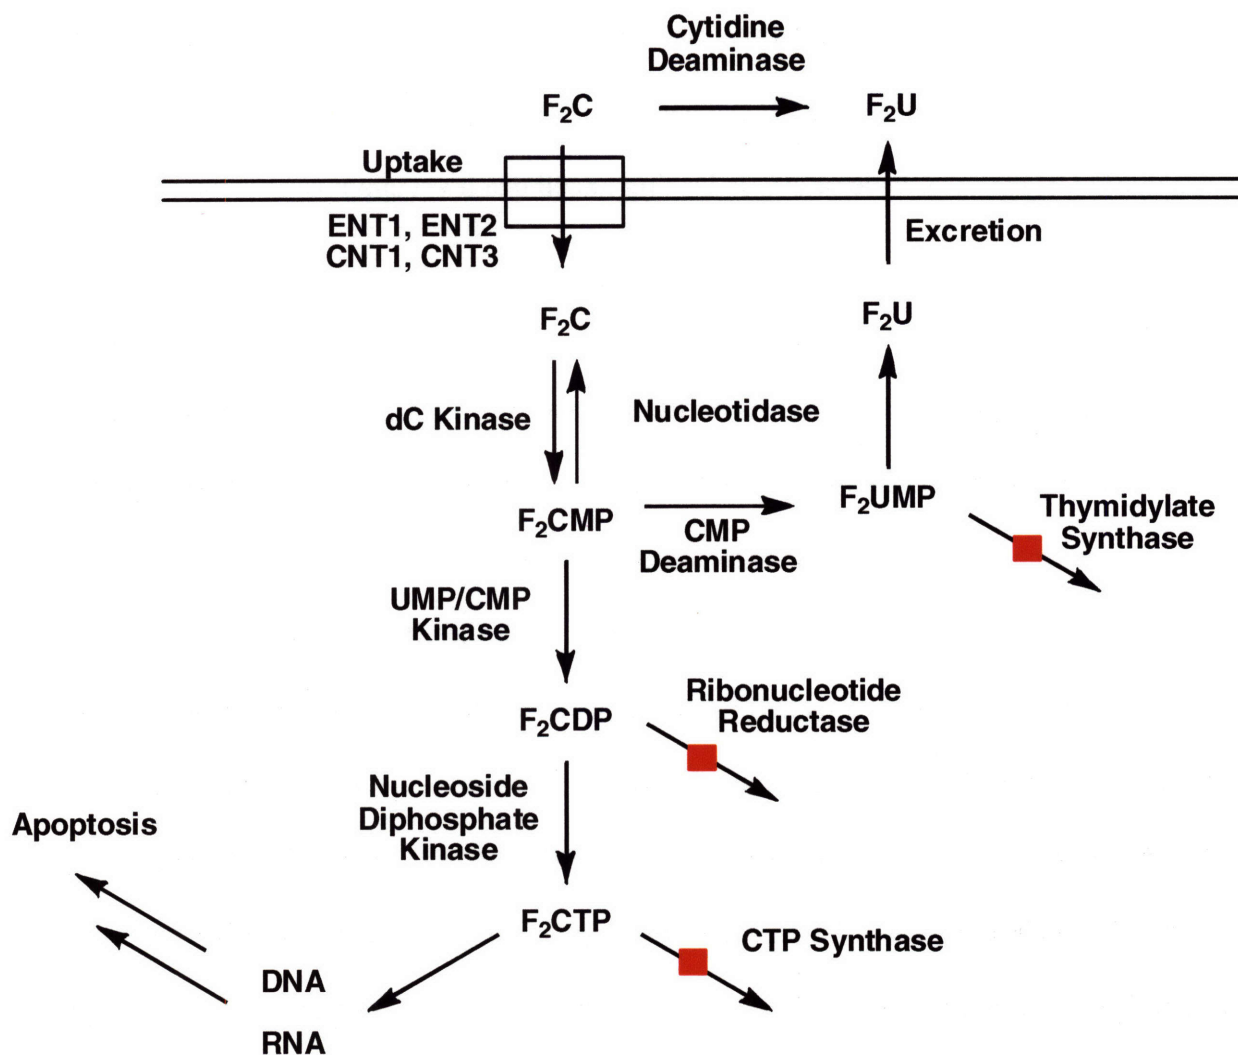 Cytidine
Deaminase
F₂C
F₂U
Uptake
ENT1, ENT2
CNT1, CNT3
Excretion
F₂C
F₂U
dC Kinase
Nucleotidase
F₂CMP
CMP
Deaminase
F₂UMP
Thymidylate
Synthase
UMP/CMP
Kinase
F₂CDP
Ribonucleotide
Reductase
Nucleoside
Diphosphate
Kinase
Apoptosis
F₂CTP
CTP Synthase
DNA
RNA